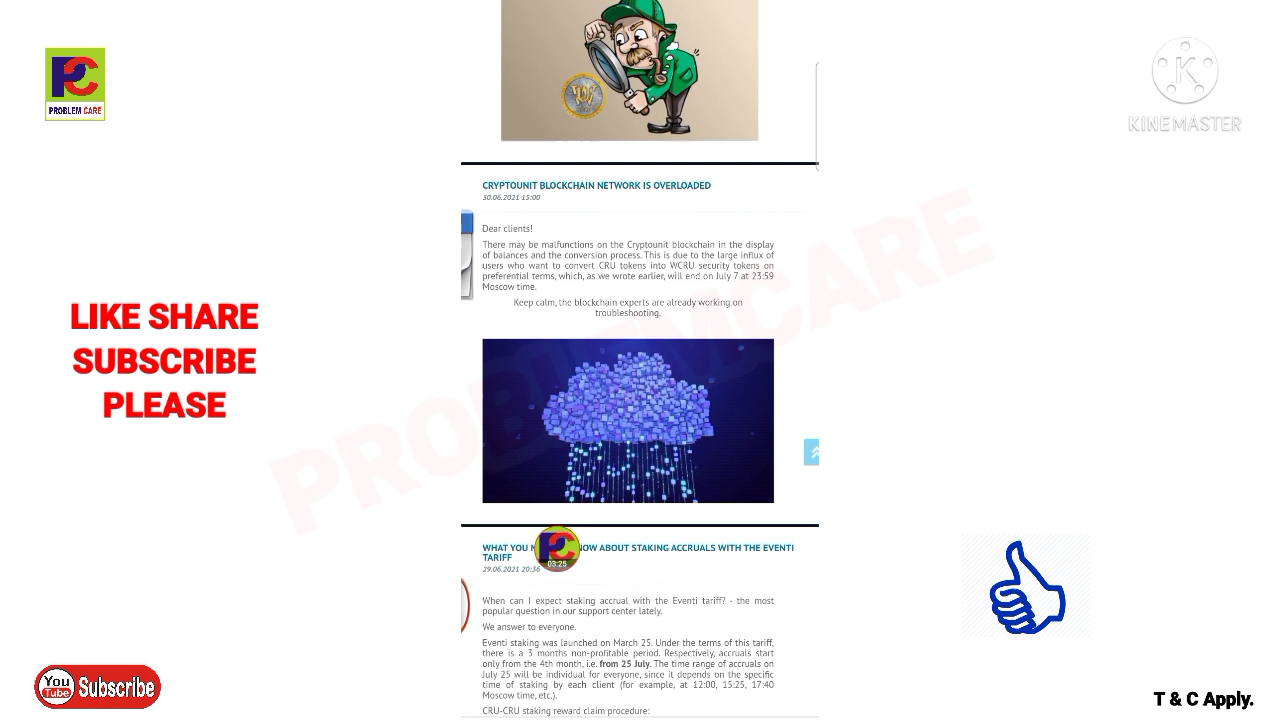 PC
PROBLEM CARE
K
KINEMASTER
CRYPTOUNIT BLOCKCHAIN NETWORK IS OVERLOADED
30.06.2021 15:00
Dear clients!
There may be malfunctions on the Cryptounit blockchain in the display
of balances and the conversion process. This is due to the large influx of
users who want to convert CRU tokens into WCRU security tokens on
preferential terms, which, as we wrote earlier, will end on July 7 at 23:59
Moscow time.
Keep calm, the blockchain experts are already working on
troubleshooting.
LIKE SHARE
SUBSCRIBE
PLEASE
PROBLEMCARE
WHAT YOU NOW ABOUT STAKING ACCRUALS WITH THE EVENTI
TARIFF
PC
03:25
29.06.2021 20:36
When can I expect staking accrual with the Eventi tariff? - the most
popular question in our support center lately.
We answer to everyone.
Eventi staking was launched on March 25. Under the terms of this tariff,
there is a 3 months non-profitable period. Respectively, accruals start
only from the 4th month, i.e. from 25 July. The time range of accruals on
July 25 will be individual for everyone, since it depends on the specific
time of staking by each client (for example, at 12:00, 15:25, 17:40
Moscow time, etc.).
CRU-CRU staking reward claim procedure:
You
Tube Subscribe
T & C Apply.